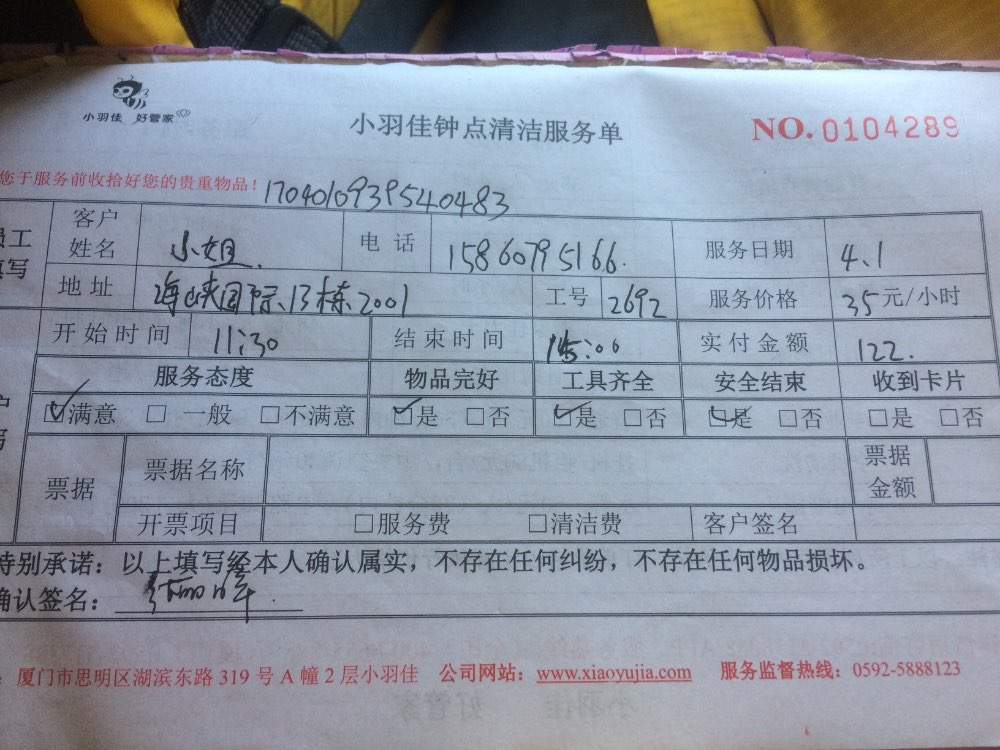 小羽佳 好管家
小羽佳钟点清洁服务单
NO. 0104289
您于服务前收拾好您的贵重物品！
1704010939540483
员工填写 客户姓名 小姐 电话 15860795166 服务日期 4.1
地址 海峡国际13栋2001 工号 2692 服务价格 35元/小时
开始时间 11:30 结束时间 15:00 实付金额 122.
服务态度 物品完好 工具齐全 安全结束 收到卡片
☑满意 □一般 □不满意 ☑是 □否 ☑是 □否 ☑是 □否 □是 □否
票据 票据名称 票据金额
开票项目 □服务费 □清洁费 客户签名
特别承诺：以上填写经本人确认属实，不存在任何纠纷，不存在任何物品损坏。
确认签名：
厦门市思明区湖滨东路 319 号 A 幢 2 层小羽佳 公司网站：www.xiaoyujia.com 服务监督热线：0592-5888123